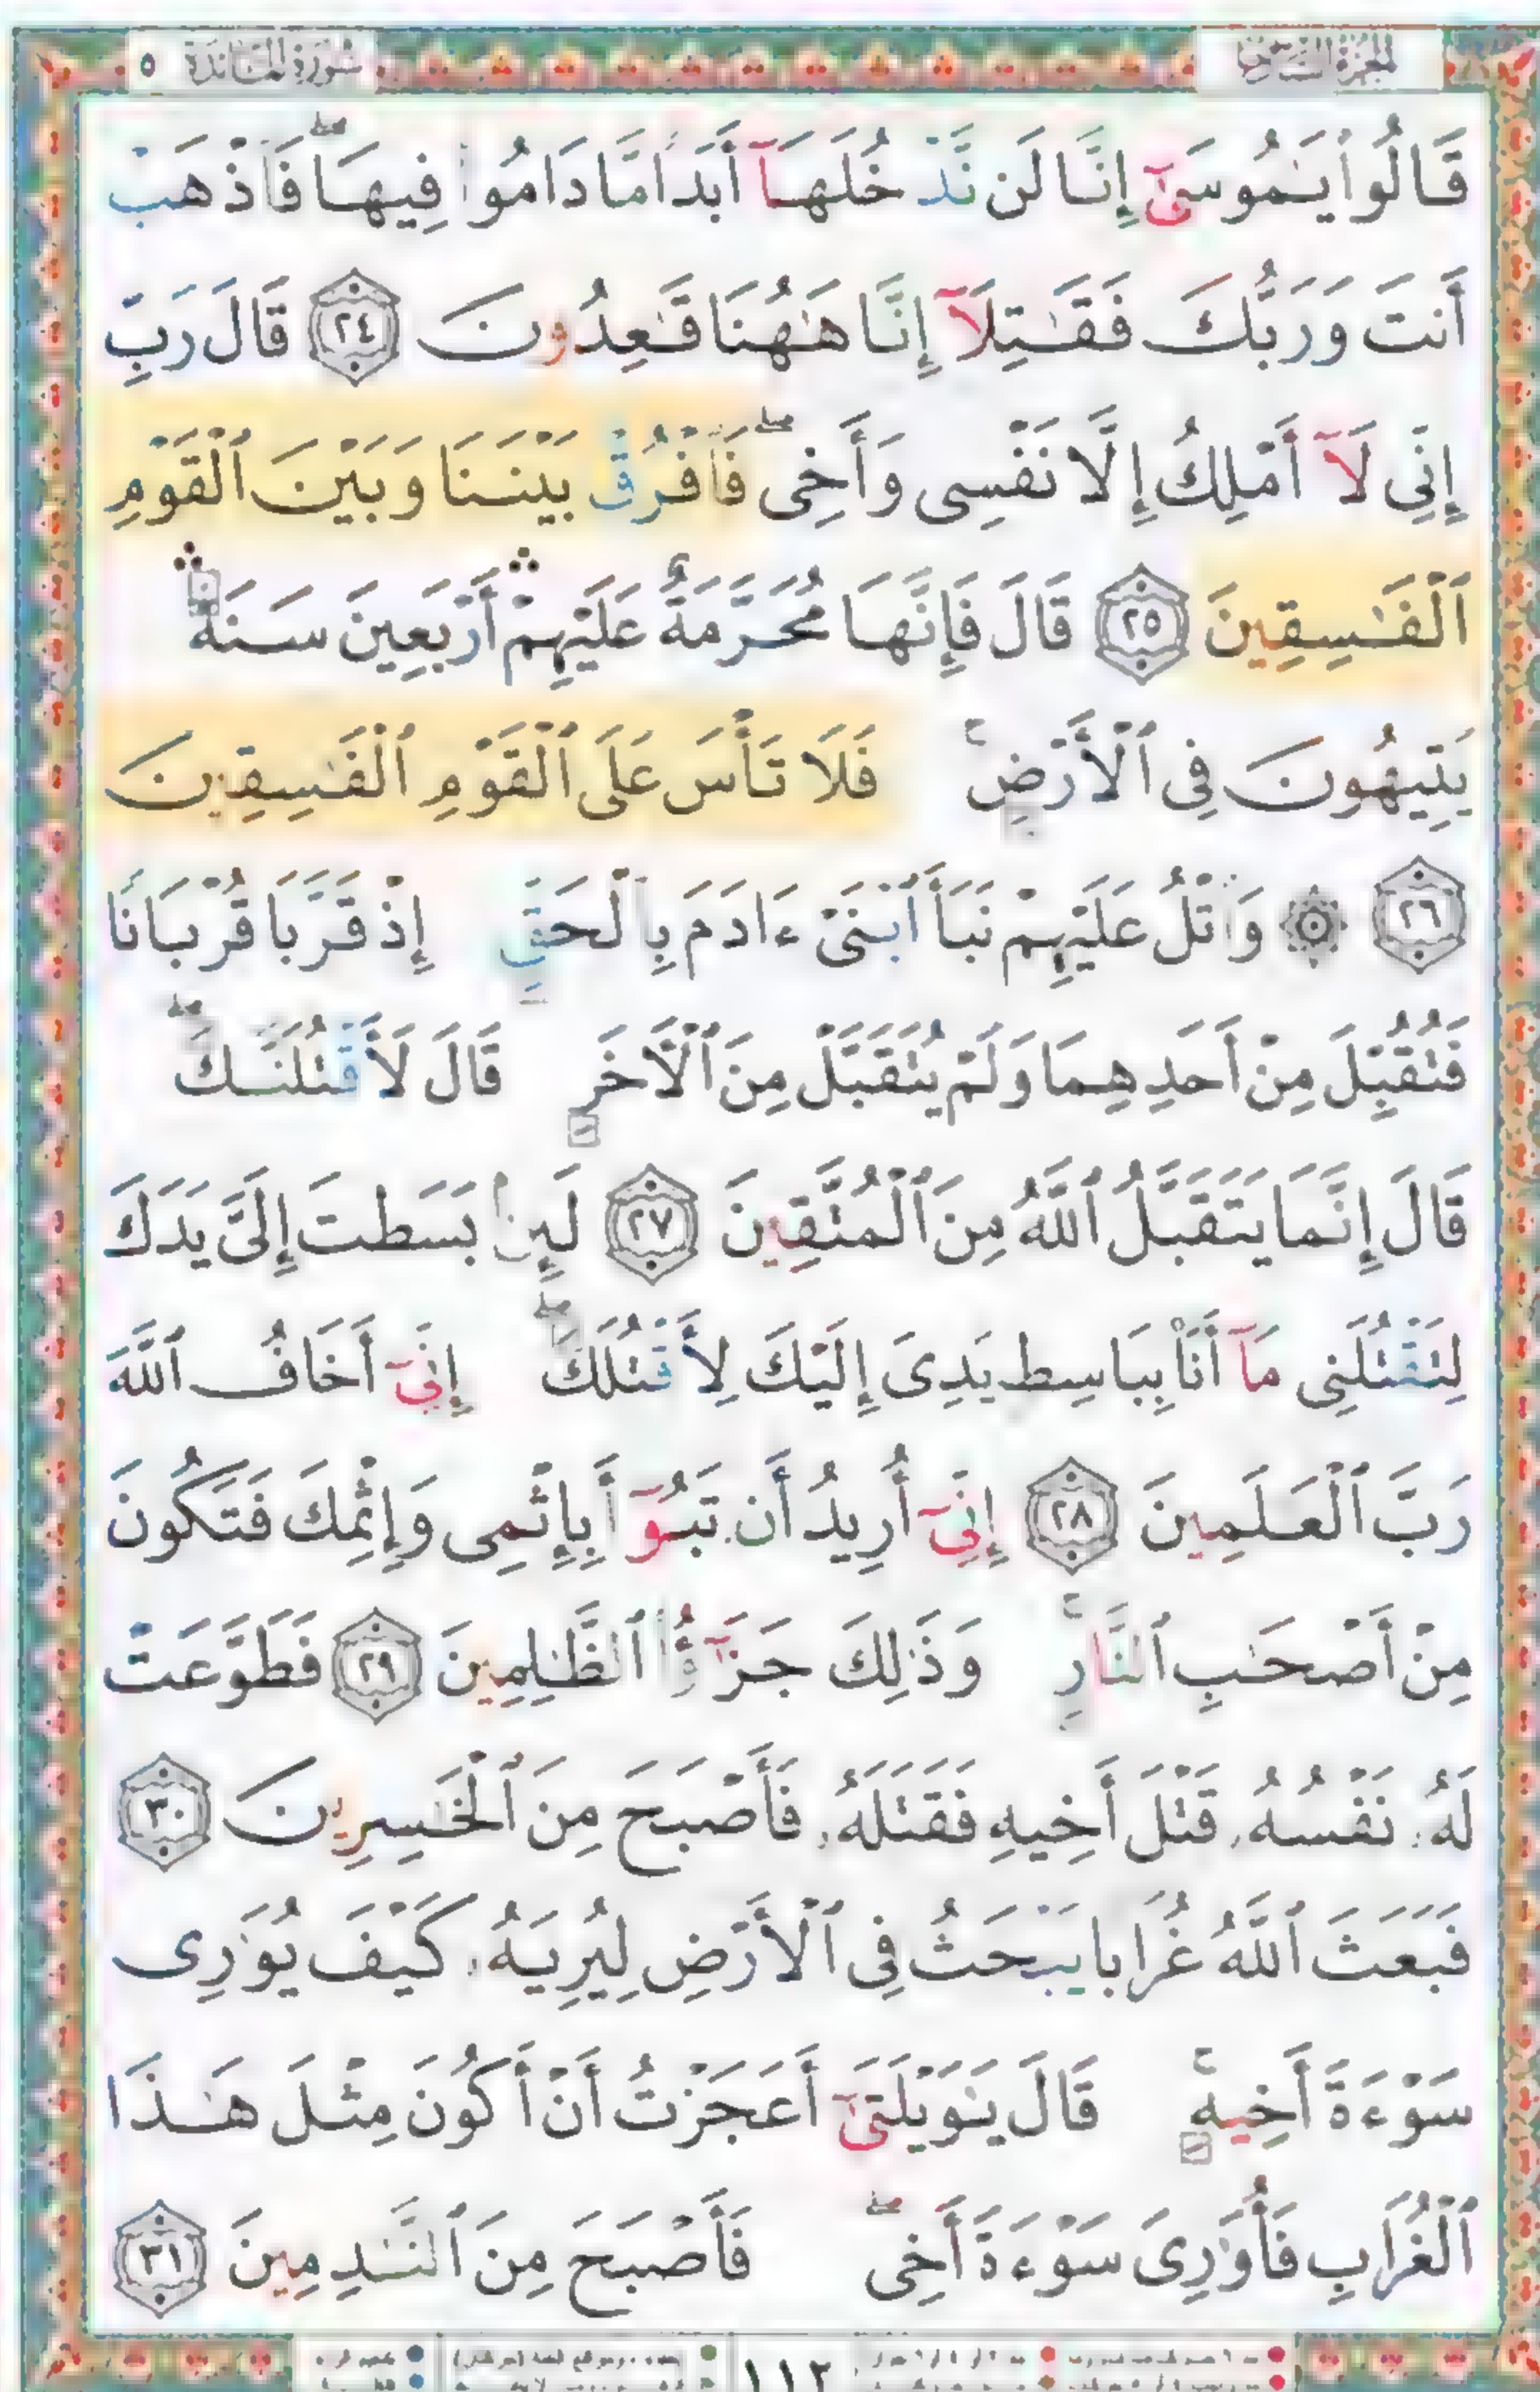 الجزء السادس سورة المائدة ٥
قَالُوا۟ يَـٰمُوسَىٰٓ إِنَّا لَن نَّدْخُلَهَآ أَبَدًا مَّا دَامُوا۟ فِيهَا ۖ فَٱذْهَبْ
أَنتَ وَرَبُّكَ فَقَـٰتِلَآ إِنَّا هَـٰهُنَا قَـٰعِدُونَ ٢٤ قَالَ رَبِّ
إِنِّى لَآ أَمْلِكُ إِلَّا نَفْسِى وَأَخِى ۖ فَٱفْرُقْ بَيْنَنَا وَبَيْنَ ٱلْقَوْمِ
ٱلْفَـٰسِقِينَ ٢٥ قَالَ فَإِنَّهَا مُحَرَّمَةٌ عَلَيْهِمْ ۛ أَرْبَعِينَ سَنَةً ۛ
يَتِيهُونَ فِى ٱلْأَرْضِ ۚ فَلَا تَأْسَ عَلَى ٱلْقَوْمِ ٱلْفَـٰسِقِينَ
٢٦ ۞ وَٱتْلُ عَلَيْهِمْ نَبَأَ ٱبْنَىْ ءَادَمَ بِٱلْحَقِّ إِذْ قَرَّبَا قُرْبَانًا
فَتُقُبِّلَ مِنْ أَحَدِهِمَا وَلَمْ يُتَقَبَّلْ مِنَ ٱلْـَٔاخَرِ قَالَ لَأَقْتُلَنَّكَ ۖ
قَالَ إِنَّمَا يَتَقَبَّلُ ٱللَّهُ مِنَ ٱلْمُتَّقِينَ ٢٧ لَئِنۢ بَسَطتَ إِلَىَّ يَدَكَ
لِتَقْتُلَنِى مَآ أَنَا۠ بِبَاسِطٍ يَدِىَ إِلَيْكَ لِأَقْتُلَكَ ۖ إِنِّىٓ أَخَافُ ٱللَّهَ
رَبَّ ٱلْعَـٰلَمِينَ ٢٨ إِنِّىٓ أُرِيدُ أَن تَبُوٓأَ بِإِثْمِى وَإِثْمِكَ فَتَكُونَ
مِنْ أَصْحَـٰبِ ٱلنَّارِ ۚ وَذَٰلِكَ جَزَٰٓؤُا۟ ٱلظَّـٰلِمِينَ ٢٩ فَطَوَّعَتْ
لَهُۥ نَفْسُهُۥ قَتْلَ أَخِيهِ فَقَتَلَهُۥ فَأَصْبَحَ مِنَ ٱلْخَـٰسِرِينَ ٣٠
فَبَعَثَ ٱللَّهُ غُرَابًا يَبْحَثُ فِى ٱلْأَرْضِ لِيُرِيَهُۥ كَيْفَ يُوَٰرِى
سَوْءَةَ أَخِيهِ ۚ قَالَ يَـٰوَيْلَتَىٰٓ أَعَجَزْتُ أَنْ أَكُونَ مِثْلَ هَـٰذَا
ٱلْغُرَابِ فَأُوَٰرِىَ سَوْءَةَ أَخِى ۖ فَأَصْبَحَ مِنَ ٱلنَّـٰدِمِينَ ٣١
١١٢